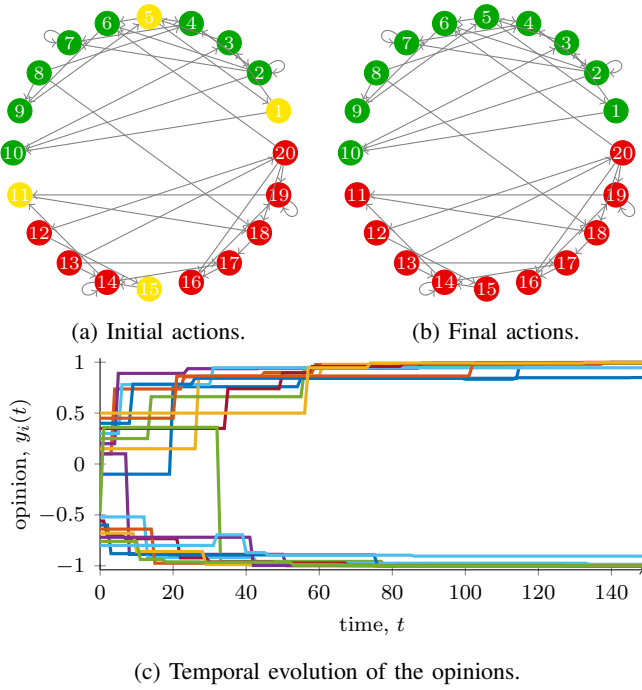 5 5
6 4 6 4
7 3 7 3
8 2 8 2
9 1 9 1
10 20 10 20
11 19 11 19
12 18 12 18
13 17 13 17
14 15 16 14 15 16
(a) Initial actions. (b) Final actions.
1
0.5
0
−0.5
−1
opinion, y_i(t)
0 20 40 60 80 100 120 140
time, t
(c) Temporal evolution of the opinions.